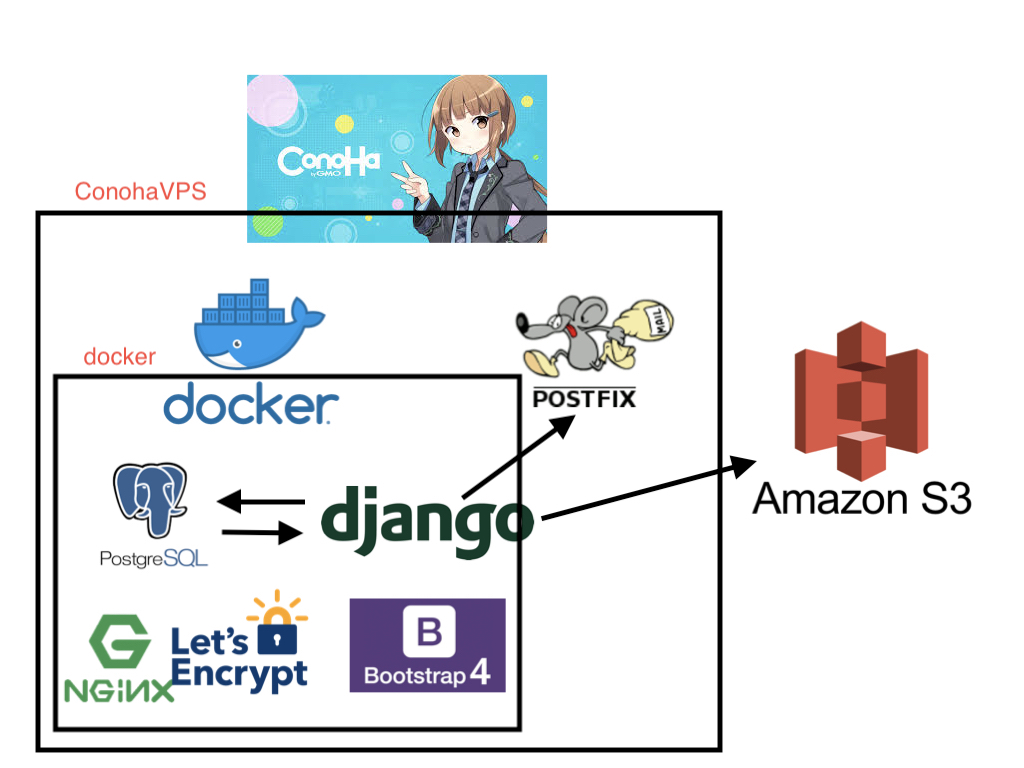 ConoHa
by GMO
ConohaVPS
docker
docker
MAIL
POSTFIX
Amazon S3
PostgreSQL
django
NGINX
Let's
Encrypt
B
Bootstrap 4